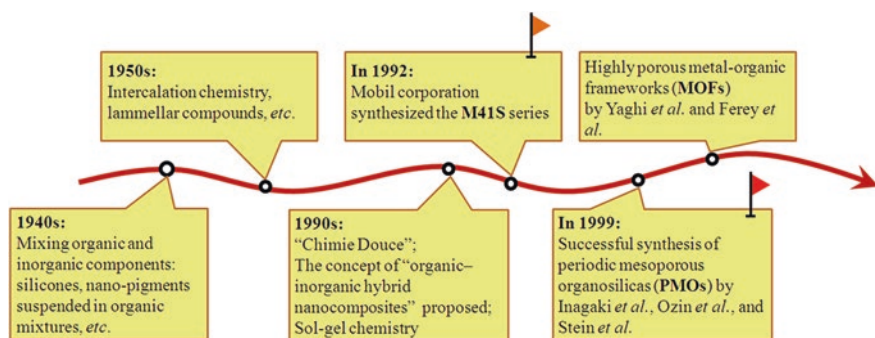 1950s:
Intercalation chemistry,
lammellar compounds, etc.
In 1992:
Mobil corporation
synthesized the M41S series
Highly porous metal-organic
frameworks (MOFs)
by Yaghi et al. and Ferey et
al.
1940s:
Mixing organic and
inorganic components:
silicones, nano-pigments
suspended in organic
mixtures, etc.
1990s:
“Chimie Douce”;
The concept of “organic–
inorganic hybrid
nanocomposites” proposed;
Sol-gel chemistry
In 1999:
Successful synthesis of
periodic mesoporous
organosilicas (PMOs) by
Inagaki et al., Ozin et al., and
Stein et al.